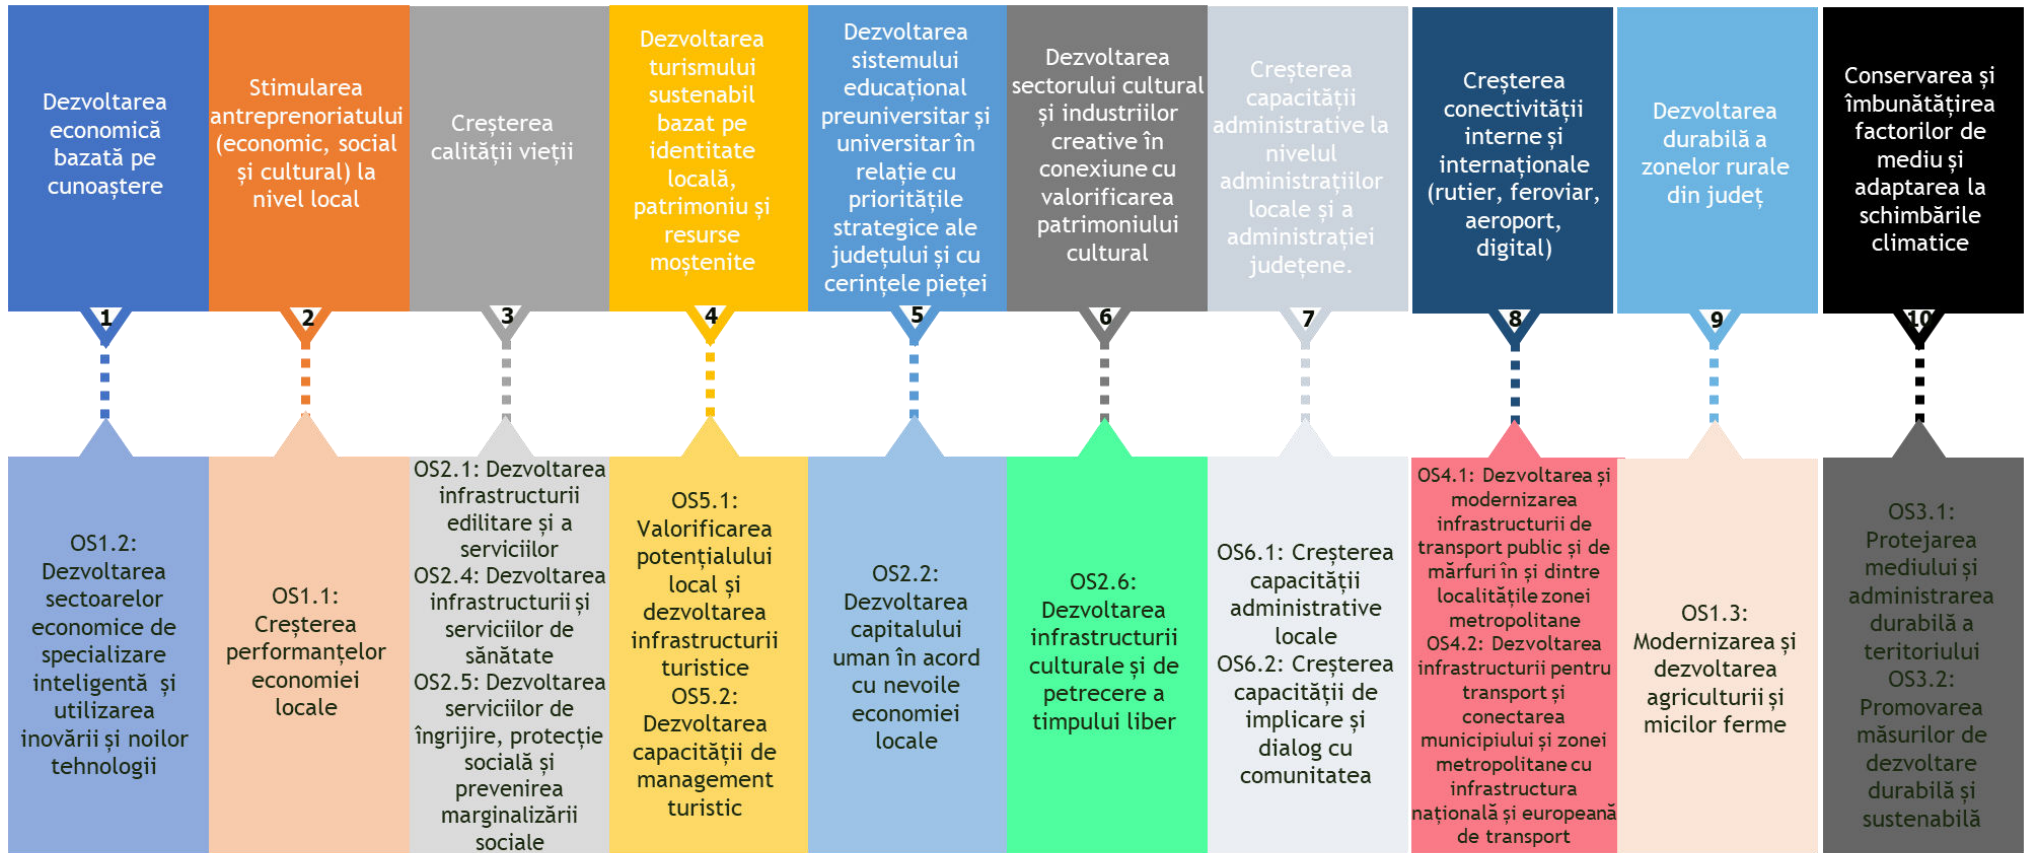 Dezvoltarea
economică
bazată pe
cunoaștere
1
OS1.2:
Dezvoltarea
sectoarelor
economice de
specializare
inteligentă și
utilizarea
inovării și noilor
tehnologii
Stimularea
antreprenoriatului
(economic, social
și cultural) la
nivel local
2
OS1.1:
Creșterea
performanțelor
economiei
locale
Creșterea
calității vieții
3
OS2.1: Dezvoltarea
infrastructurii
edilitare și a
serviciilor
OS2.4: Dezvoltarea
infrastructurii și
serviciilor de
sănătate
OS2.5: Dezvoltarea
serviciilor de
îngrijire, protecție
socială și
prevenirea
marginalizării
sociale
Dezvoltarea
turismului
sustenabil
bazat pe
identitate
locală,
patrimoniu și
resurse
moștenite
4
OS5.1:
Valorificarea
potențialului
local și
dezvoltarea
infrastructurii
turistice
OS5.2:
Dezvoltarea
capacității de
management
turistic
Dezvoltarea
sistemului
educațional
preuniversitar și
universitar în
relație cu
prioritățile
strategice ale
județului și cu
cerințele pieței
5
OS2.2:
Dezvoltarea
capitalului
uman în acord
cu nevoile
economiei
locale
Dezvoltarea
sectorului cultural
și industriilor
creative în
conexiune cu
valorificarea
patrimoniului
cultural
6
OS2.6:
Dezvoltarea
infrastructurii
culturale și de
petrecere a
timpului liber
Creșterea
capacității
administrative la
nivelul
administrațiilor
locale și a
administrației
județene.
7
OS6.1: Creșterea
capacității
administrative
locale
OS6.2: Creșterea
capacității de
implicare și
dialog cu
comunitatea
Creșterea
conectivității
interne și
internaționale
(rutier, feroviar,
aeroport,
digital)
8
OS4.1: Dezvoltarea și
modernizarea
infrastructurii de
transport public și de
mărfuri în și dintre
localitățile zonei
metropolitane
OS4.2: Dezvoltarea
infrastructurii pentru
transport și
conectarea
municipiului și zonei
metropolitane cu
infrastructura
națională și europeană
de transport
Dezvoltarea
durabilă a
zonelor rurale
din județ
9
OS1.3:
Modernizarea și
dezvoltarea
agriculturii și
micilor ferme
Conservarea și
îmbunătățirea
factorilor de
mediu și
adaptarea la
schimbările
climatice
10
OS3.1:
Protejarea
mediului și
administrarea
durabilă a
teritoriului
OS3.2:
Promovarea
măsurilor de
dezvoltare
durabilă și
sustenabilă